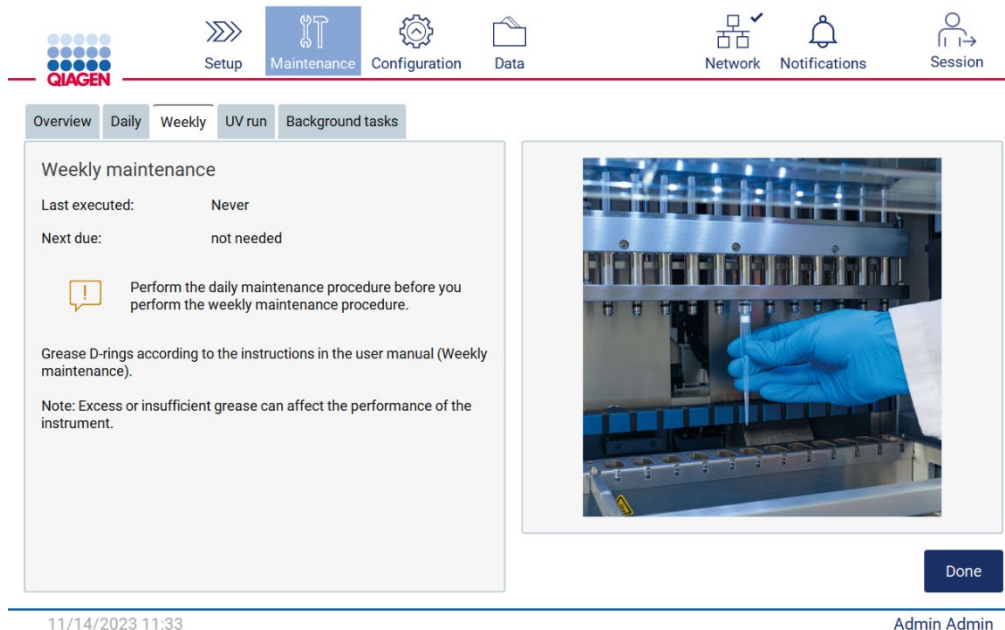 QIAGEN
Setup
Maintenance
Configuration
Data
Network
Notifications
Session
Overview
Daily
Weekly
UV run
Background tasks
Weekly maintenance
Last executed: Never
Next due: not needed
Perform the daily maintenance procedure before you
perform the weekly maintenance procedure.
Grease D-rings according to the instructions in the user manual (Weekly
maintenance).
Note: Excess or insufficient grease can affect the performance of the
instrument.
Done
11/14/2023 11:33
Admin Admin